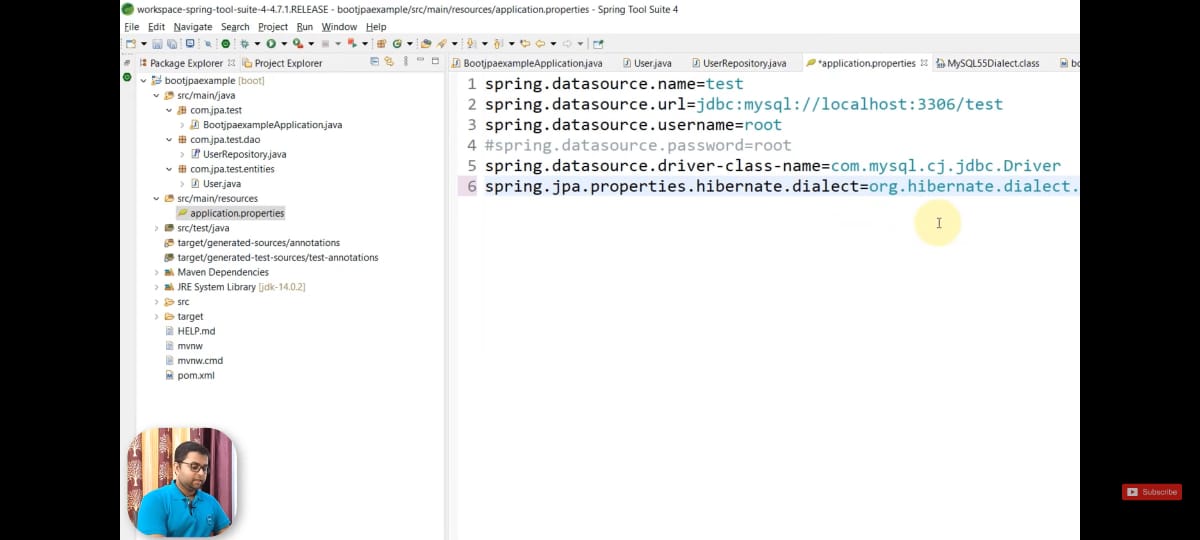 workspace-spring-tool-suite-4-4.7.1.RELEASE - bootjpaexample/src/main/resources/application.properties - Spring Tool Suite 4
File Edit Navigate Search Project Run Window Help
Package Explorer Project Explorer
BootjpaexampleApplication.java User.java UserRepository.java *application.properties MySQL55Dialect.class bo
bootjpaexample [boot]
src/main/java
com.jpa.test
BootjpaexampleApplication.java
com.jpa.test.dao
UserRepository.java
com.jpa.test.entities
User.java
src/main/resources
application.properties
src/test/java
target/generated-sources/annotations
target/generated-test-sources/test-annotations
Maven Dependencies
JRE System Library [jdk-14.0.2]
src
target
HELP.md
mvnw
mvnw.cmd
pom.xml
1 spring.datasource.name=test
2 spring.datasource.url=jdbc:mysql://localhost:3306/test
3 spring.datasource.username=root
4 #spring.datasource.password=root
5 spring.datasource.driver-class-name=com.mysql.cj.jdbc.Driver
6 spring.jpa.properties.hibernate.dialect=org.hibernate.dialect.
Subscribe